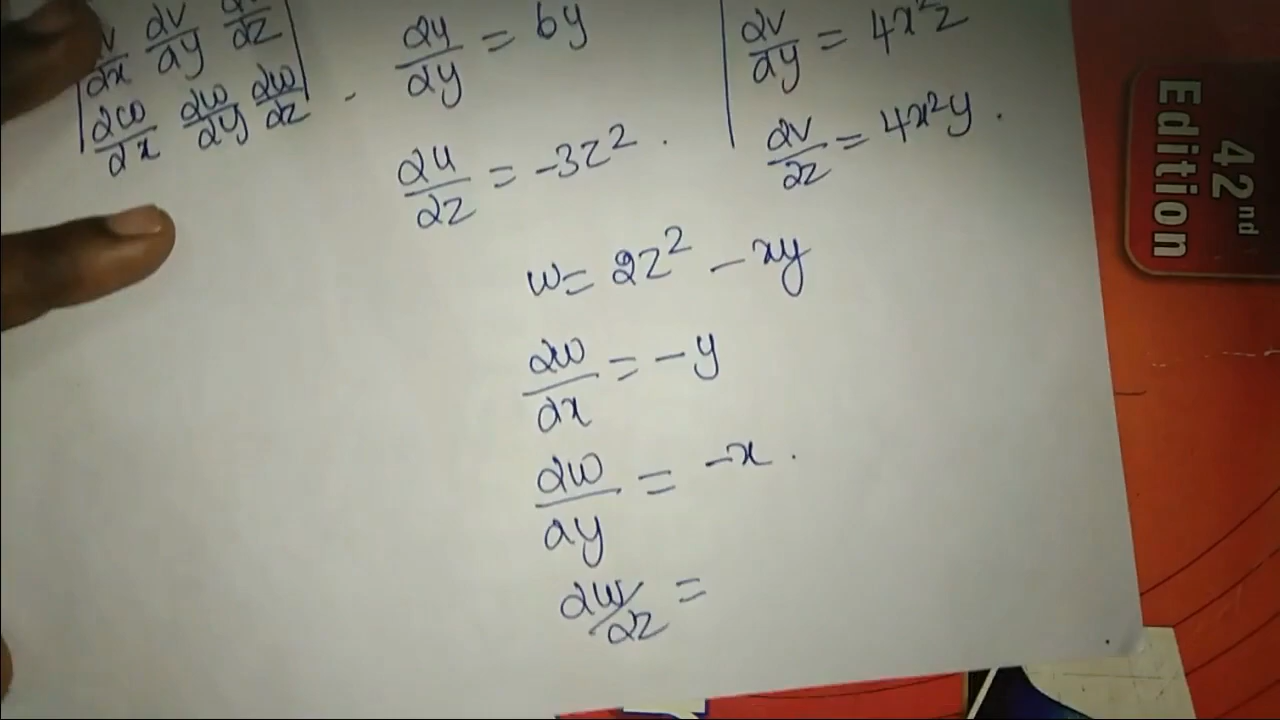 ∂v/∂x ∂v/∂y ∂v/∂z
∂w/∂x ∂w/∂y ∂w/∂z
∂y/∂y = 6y
∂u/∂z = -3z².
∂v/∂y = 4x²z
∂v/∂z = 4x²y.
w = 2z² - xy
∂w/∂x = -y
∂w/∂y = -x.
∂w/∂z =
42nd
Edition